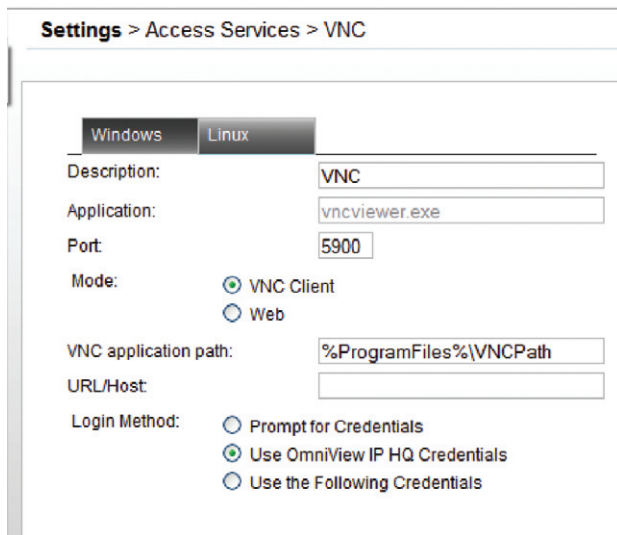 Settings > Access Services > VNC
Windows Linux
Description: VNC
Application: vncviewer.exe
Port: 5900
Mode: VNC Client
Web
VNC application path: %ProgramFiles%\VNCPath
URL/Host:
Login Method: Prompt for Credentials
Use OmniView IP HQ Credentials
Use the Following Credentials